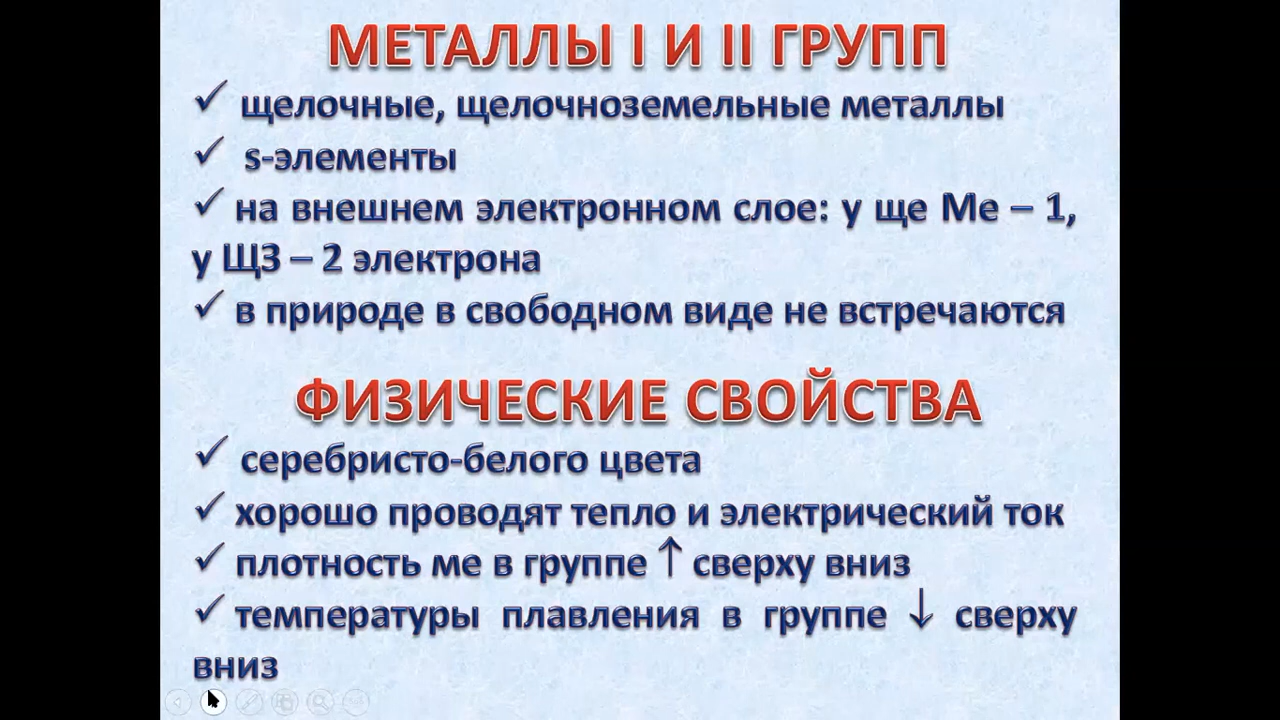 МЕТАЛЛЫ I И II ГРУПП
✓ щелочные, щелочноземельные металлы
✓ s-элементы
✓ на внешнем электронном слое: у ще Ме – 1,
у ЩЗ – 2 электрона
✓ в природе в свободном виде не встречаются
ФИЗИЧЕСКИЕ СВОЙСТВА
✓ серебристо-белого цвета
✓ хорошо проводят тепло и электрический ток
✓ плотность ме в группе ↑ сверху вниз
✓ температуры плавления в группе ↓ сверху
вниз